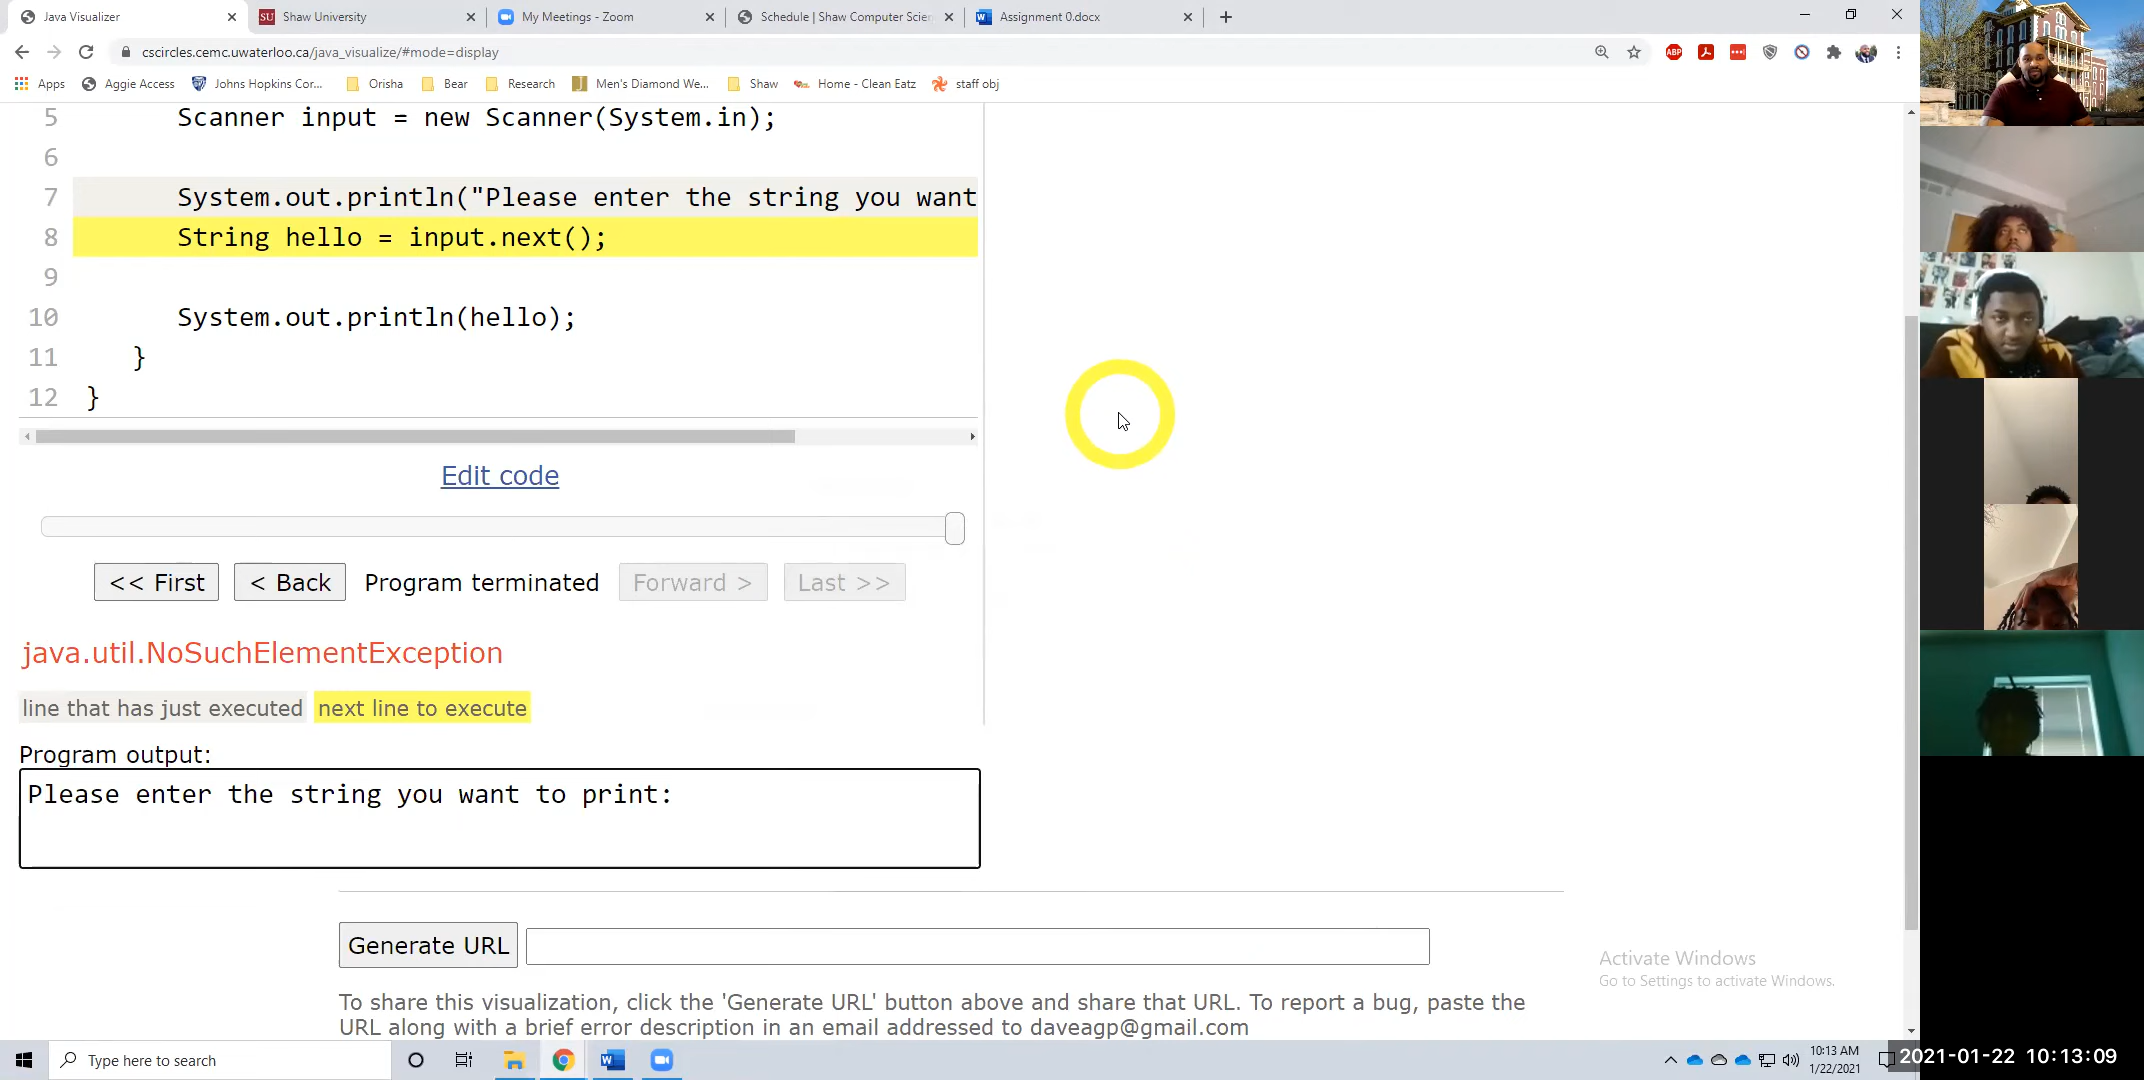 Java Visualizer
Shaw University
My Meetings - Zoom
Schedule | Shaw Computer Scien
Assignment 0.docx
cscircles.cemc.uwaterloo.ca/java_visualize/#mode=display
ABP
Apps
Aggie Access
Johns Hopkins Cor...
Orisha
Bear
Research
Men's Diamond We...
Shaw
Home - Clean Eatz
staff obj
5 Scanner input = new Scanner(System.in);
6
7 System.out.println("Please enter the string you want
8 String hello = input.next();
9
10 System.out.println(hello);
11 }
12 }
Edit code
<< First
< Back
Program terminated
Forward >
Last >>
java.util.NoSuchElementException
line that has just executed next line to execute
Program output:
Please enter the string you want to print:
Generate URL
Activate Windows
Go to Settings to activate Windows.
To share this visualization, click the 'Generate URL' button above and share that URL. To report a bug, paste the
URL along with a brief error description in an email addressed to daveagp@gmail.com
Type here to search
10:13 AM
1/22/2021
2021-01-22 10:13:09